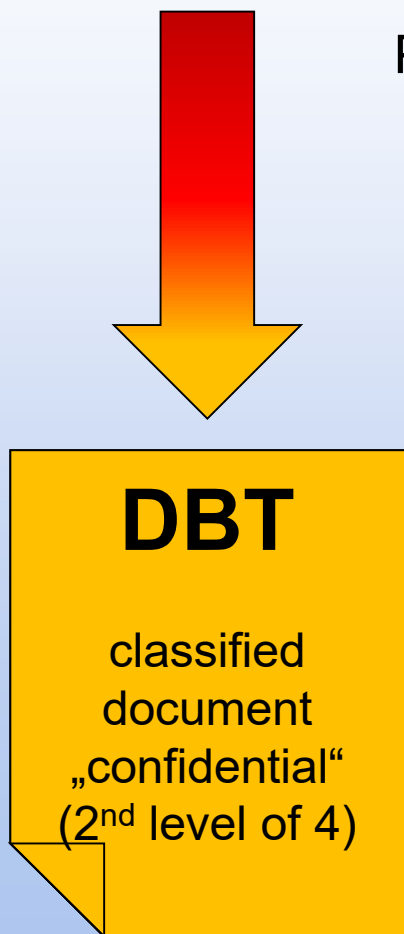 DBT
classified
document
„confidential“
(2nd level of 4)